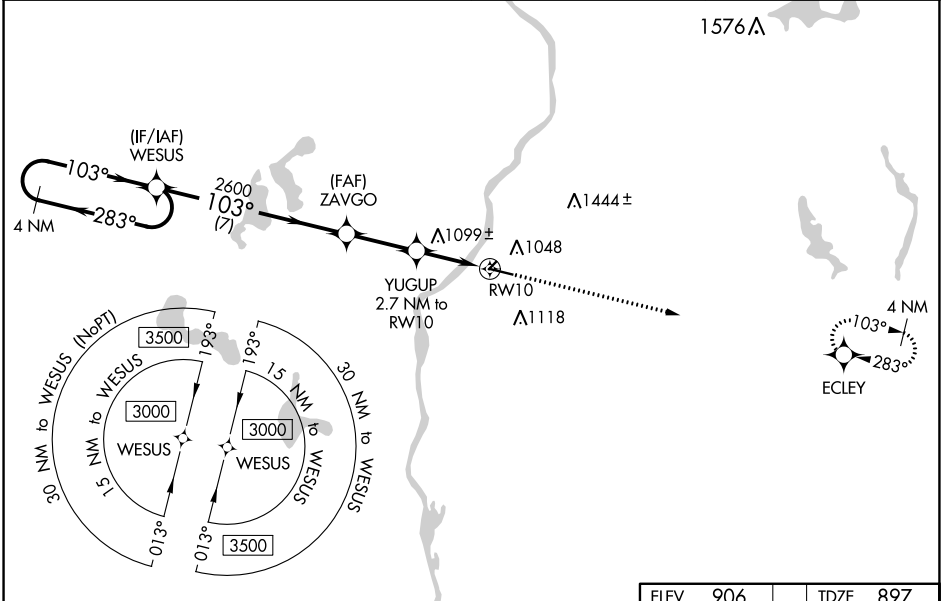 1576
(IF/IAF)
WESUS
103°
283°
4 NM
2600
103°
(7)
(FAF)
ZAVGO
1444±
1099±
1048
YUGUP
2.7 NM to
RW10
RW10
1118
4 NM
103°
283°
ECLEY
30 NM to WESUS (NoPT)
3500
15 NM to WESUS
3000
WESUS
193°
013°
193°
15 NM to WESUS
30 NM to WESUS
3000
WESUS
013°
3500
ELEV 906
TDZE 897